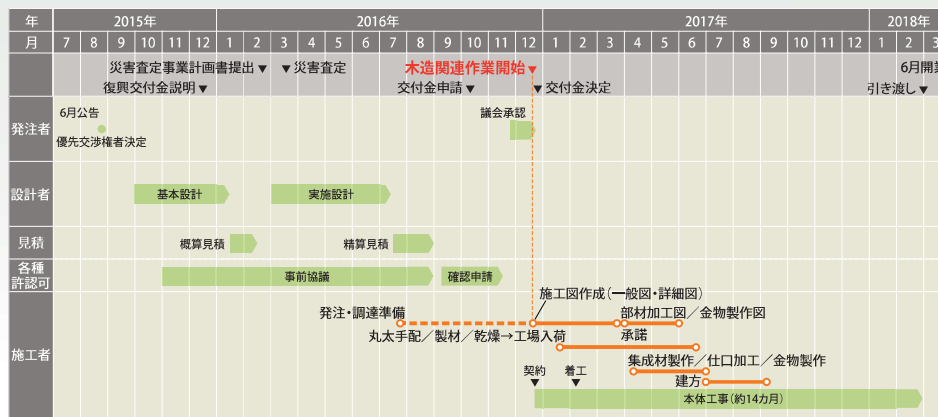 年 2015年 2016年 2017年 2018年
月 7 8 9 10 11 12 1 2 3 4 5 6 7 8 9 10 11 12 1 2 3 4 5 6 7 8 9 10 11 12 1 2 3
災害査定事業計画書提出▼ ▼災害査定 木造関連作業開始▼ 6月開業
復興交付金説明▼ 交付金申請▼ ▼交付金決定 引き渡し▼
発注者
6月公告
優先交渉権者決定
議会承認
設計者
基本設計 実施設計
見積
概算見積 精算見積
各種
許認可
事前協議 確認申請
施工者
施工図作成（一般図・詳細図）
発注・調達準備 部材加工図／金物製作図
丸太手配／製材／乾燥→工場入荷 承諾
集成材製作／仕口加工／金物製作
契約 着工 建方
▼ ▼
本体工事（約14カ月）